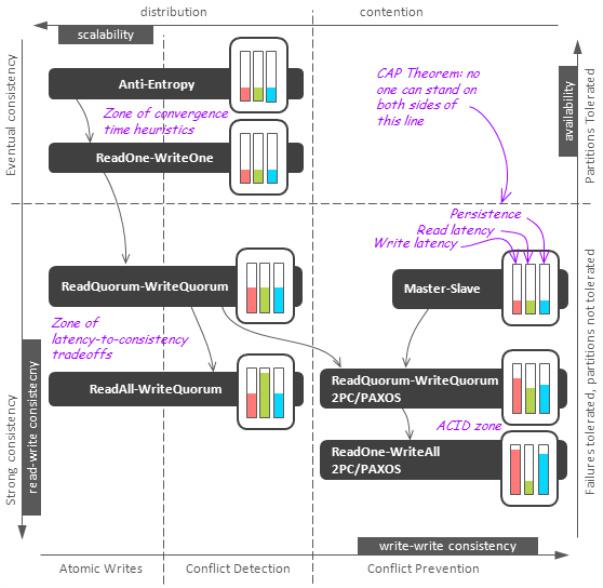 distribution
contention
scalability
Eventual consistency
Anti-Entropy
Zone of convergence
time heuristics
ReadOne-WriteOne
CAP Theorem: no
one can stand on
both sides of
this line
availability
Partitions Tolerated
Persistence
Read latency
Write latency
ReadQuorum-WriteQuorum
Master-Slave
Zone of
latency-to-consistency
tradeoffs
ReadAll-WriteQuorum
ReadQuorum-WriteQuorum
2PC/PAXOS
ACID zone
ReadOne-WriteAll
2PC/PAXOS
Strong consistency
read-write consistecny
Failures tolerated, partitions not tolerated
write-write consistency
Atomic Writes
Conflict Detection
Conflict Prevention